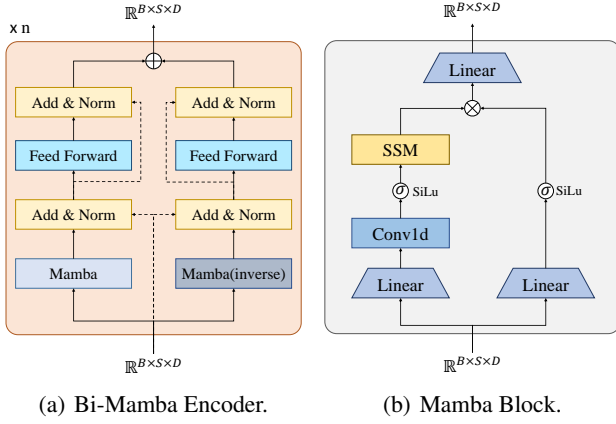 ℝ^{B×S×D}
× n
Add & Norm
Add & Norm
Feed Forward
Feed Forward
Add & Norm
Add & Norm
Mamba
Mamba(inverse)
ℝ^{B×S×D}
(a) Bi-Mamba Encoder.
ℝ^{B×S×D}
Linear
SSM
σ SiLu
σ SiLu
Conv1d
Linear
Linear
ℝ^{B×S×D}
(b) Mamba Block.